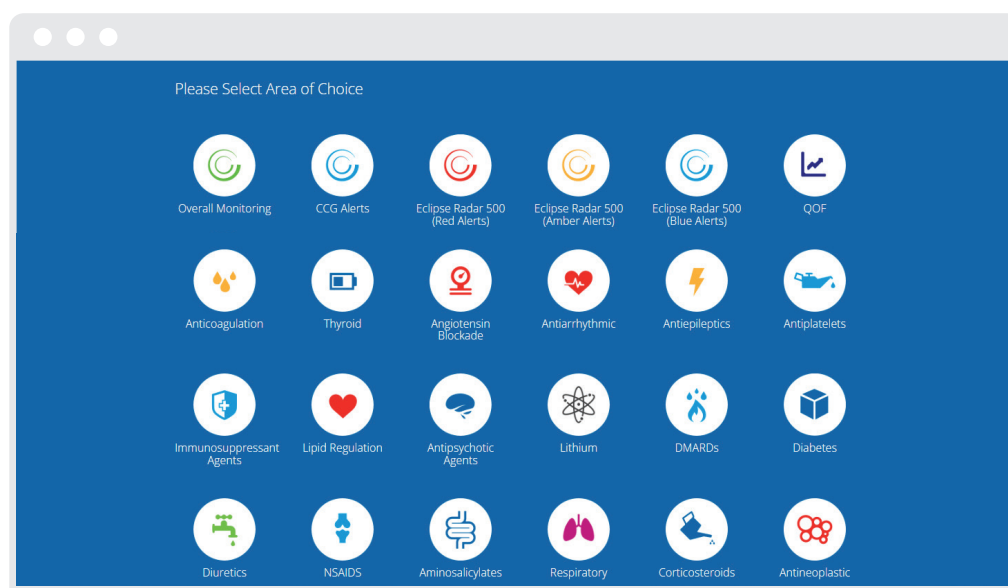 Please Select Area of Choice
Overall Monitoring
CCG Alerts
Eclipse Radar 500
(Red Alerts)
Eclipse Radar 500
(Amber Alerts)
Eclipse Radar 500
(Blue Alerts)
QOF
Anticoagulation
Thyroid
Angiotensin
Blockade
Antiarrhythmic
Antiepileptics
Antiplatelets
Immunosuppressant
Agents
Lipid Regulation
Antipsychotic
Agents
Lithium
DMARDs
Diabetes
Diuretics
NSAIDS
Aminosalicylates
Respiratory
Corticosteroids
Antineoplastic